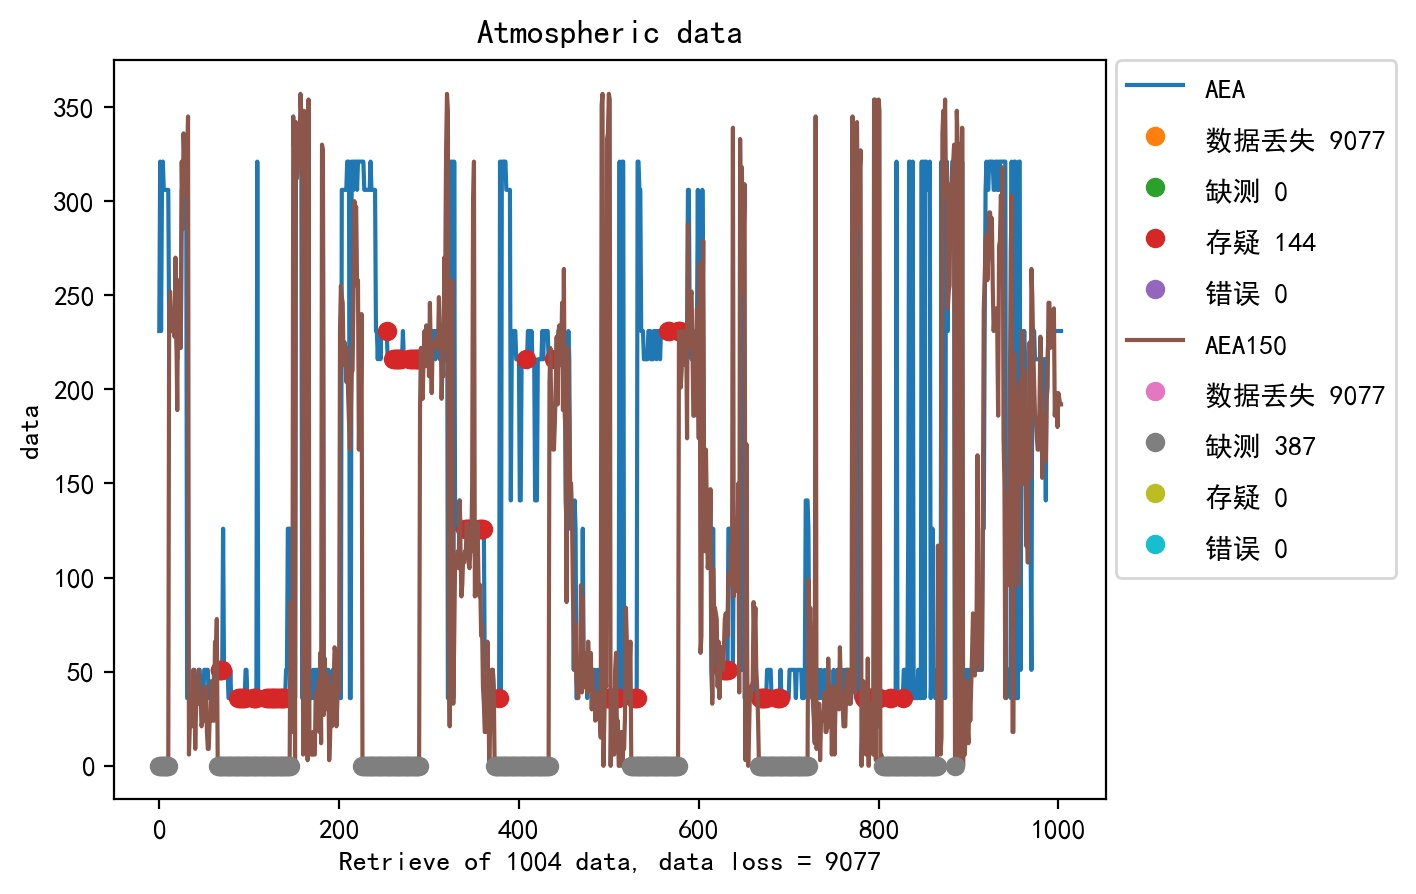 Atmospheric data
data
350
300
250
200
150
100
50
0
0 200 400 600 800 1000
Retrieve of 1004 data, data loss = 9077
AEA
数据丢失 9077
缺测 0
存疑 144
错误 0
AEA150
数据丢失 9077
缺测 387
存疑 0
错误 0